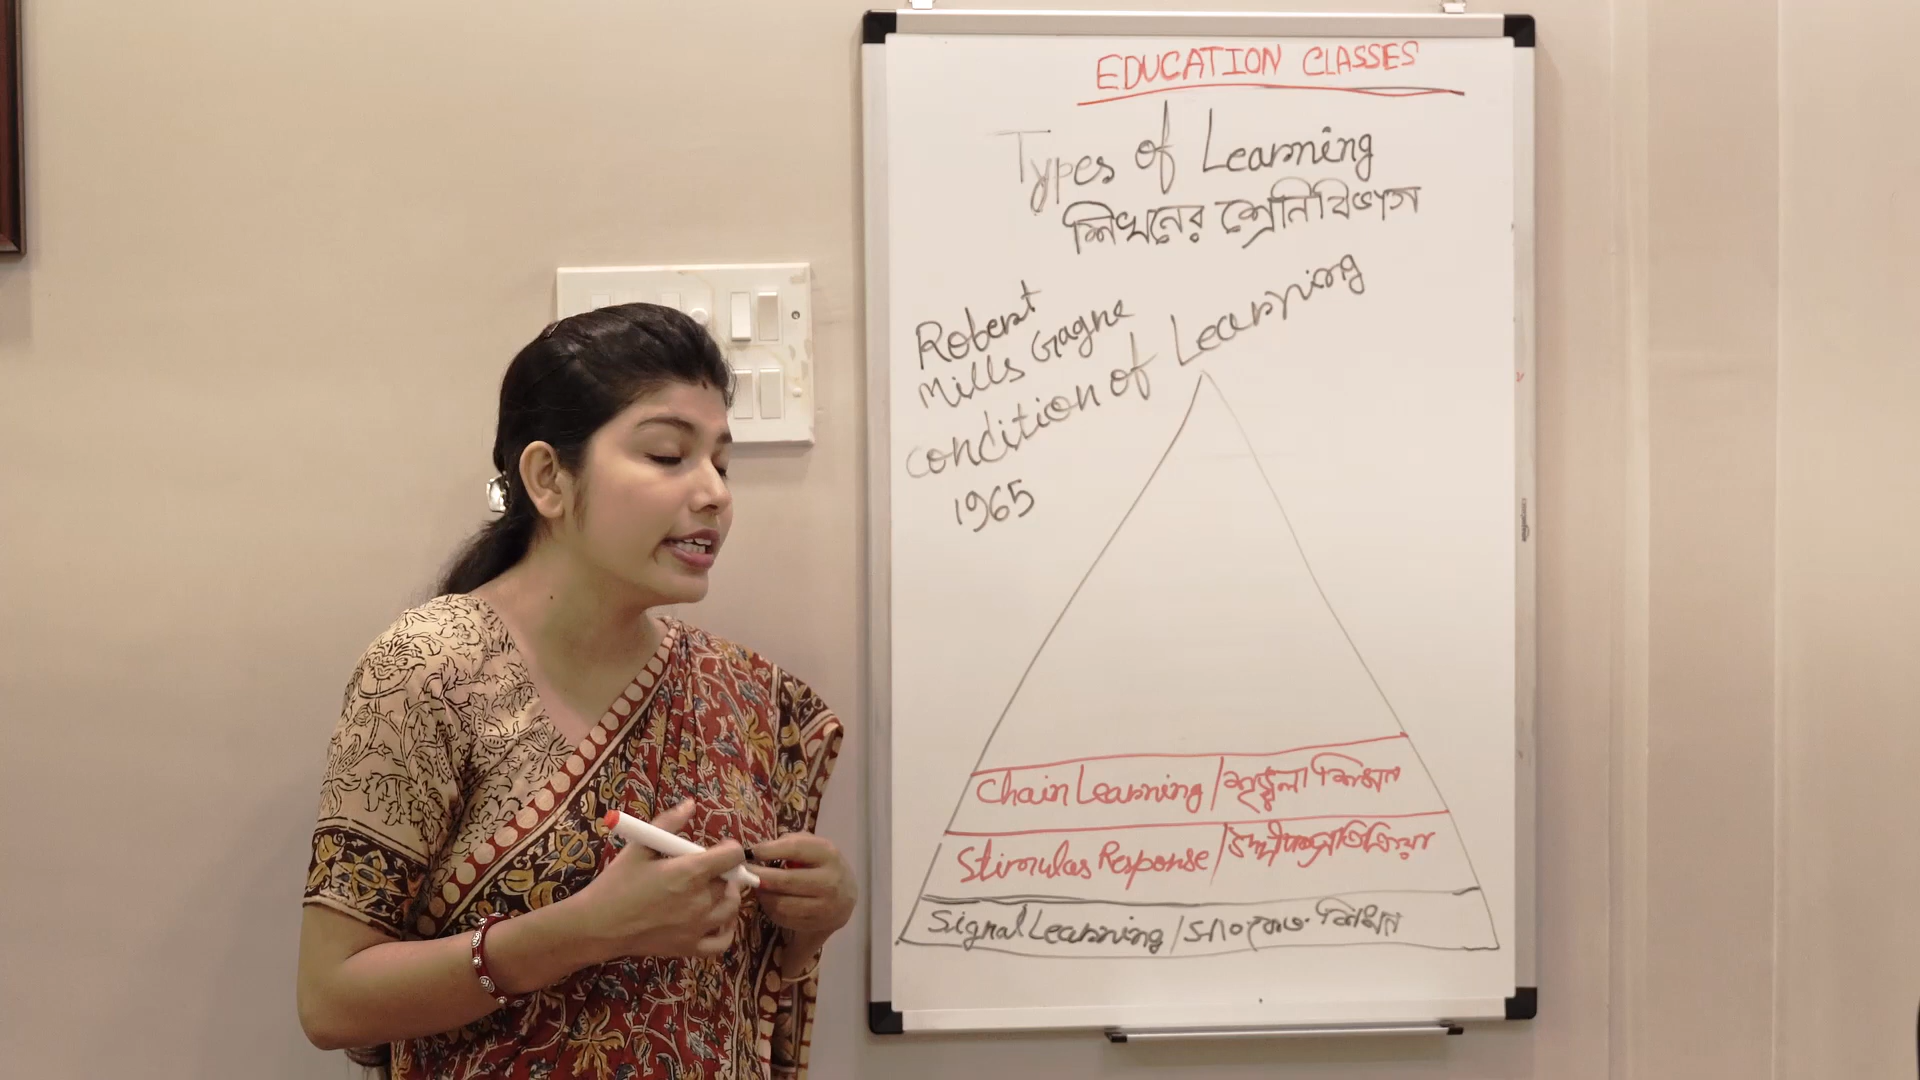 EDUCATION CLASSES
Types of Learning
শিখনের শ্রেনিবিভাগ
Robert
Mills Gagne
condition of Learning
1965
Chain Learning / শৃঙ্খলা শিখন
Stimulas Response / উদ্দীপক প্রতিক্রিয়া
Signal Learning / সংকেত শিখন